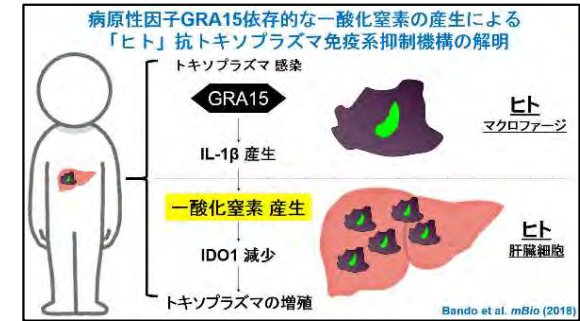 病原性因子GRA15依存的な一酸化窒素の産生による
「ヒト」抗トキソプラズマ免疫系抑制機構の解明
トキソプラズマ 感染
GRA15
IL-1β 産生
一酸化窒素 産生
IDO1 減少
トキソプラズマの増殖
ヒト
マクロファージ
ヒト
肝臓細胞
Bando et al. mBio (2018)